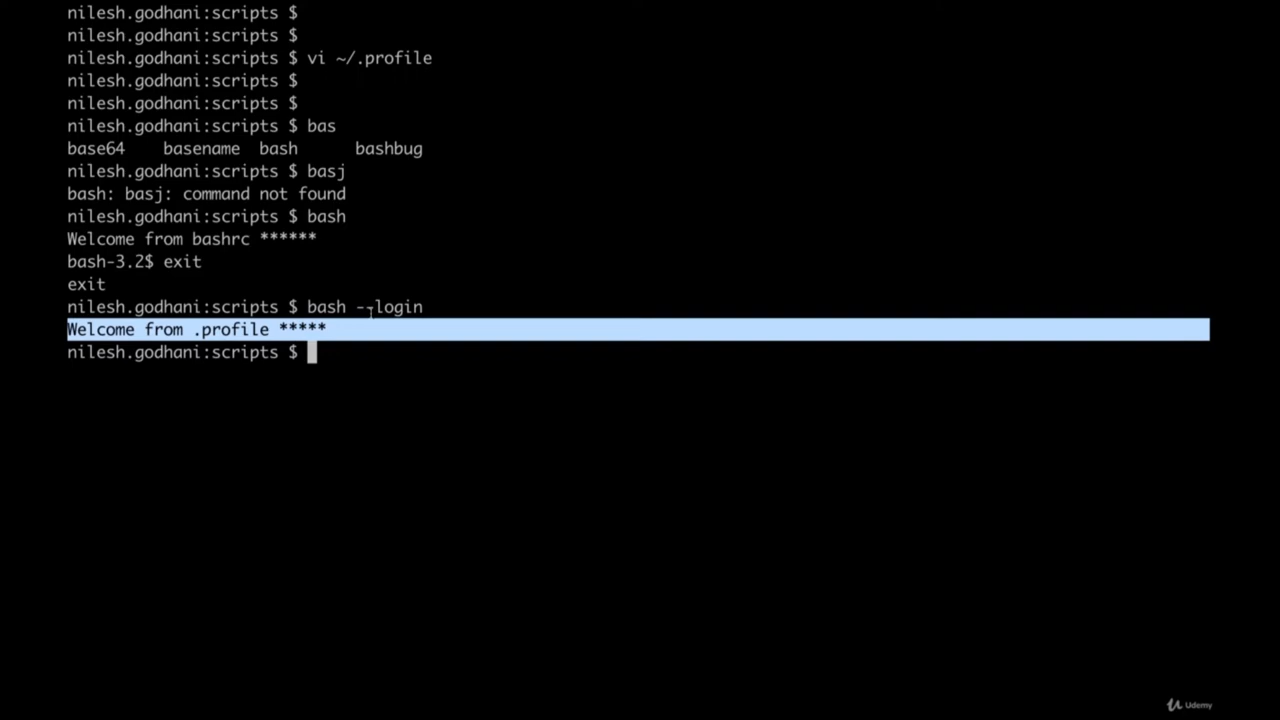 nilesh.godhani:scripts $
nilesh.godhani:scripts $
nilesh.godhani:scripts $ vi ~/.profile
nilesh.godhani:scripts $
nilesh.godhani:scripts $
nilesh.godhani:scripts $ bas
base64    basename  bash      bashbug
nilesh.godhani:scripts $ basj
bash: basj: command not found
nilesh.godhani:scripts $ bash
Welcome from bashrc ******
bash-3.2$ exit
exit
nilesh.godhani:scripts $ bash --login
Welcome from .profile *****
nilesh.godhani:scripts $
Udemy